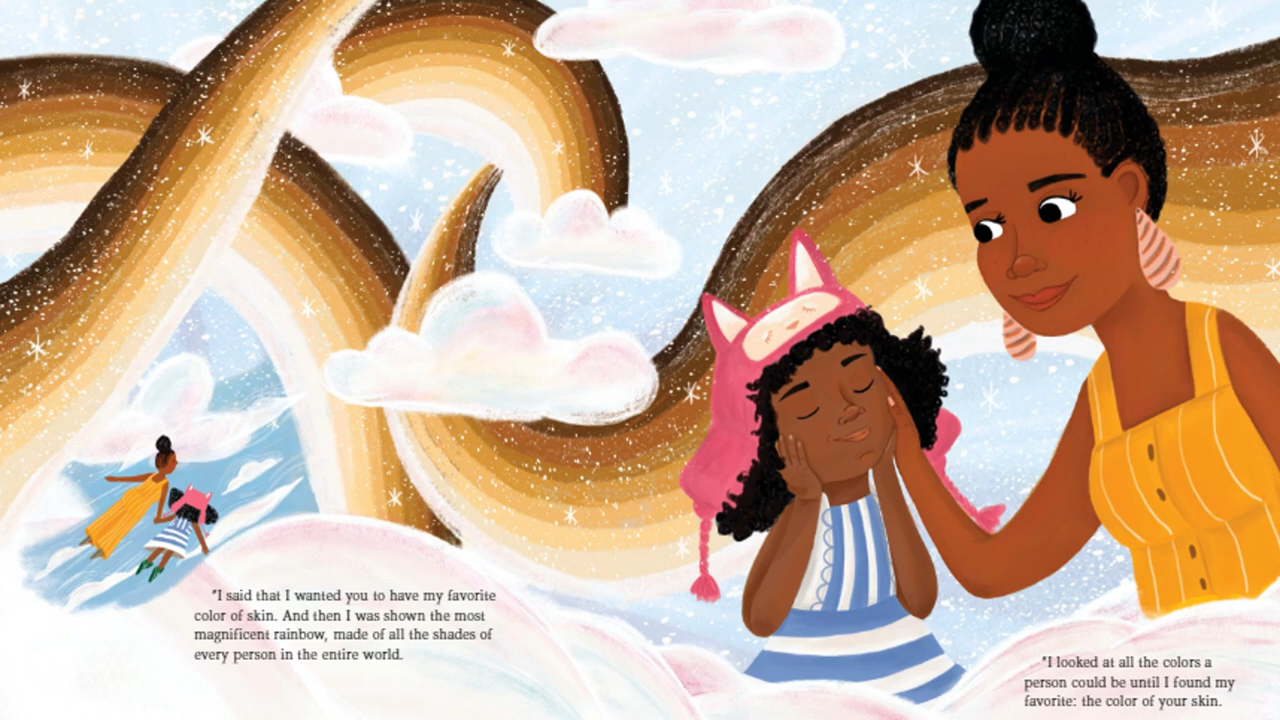 "I said that I wanted you to have my favorite
color of skin. And then I was shown the most
magnificent rainbow, made of all the shades of
every person in the entire world.
"I looked at all the colors a
person could be until I found my
favorite: the color of your skin.